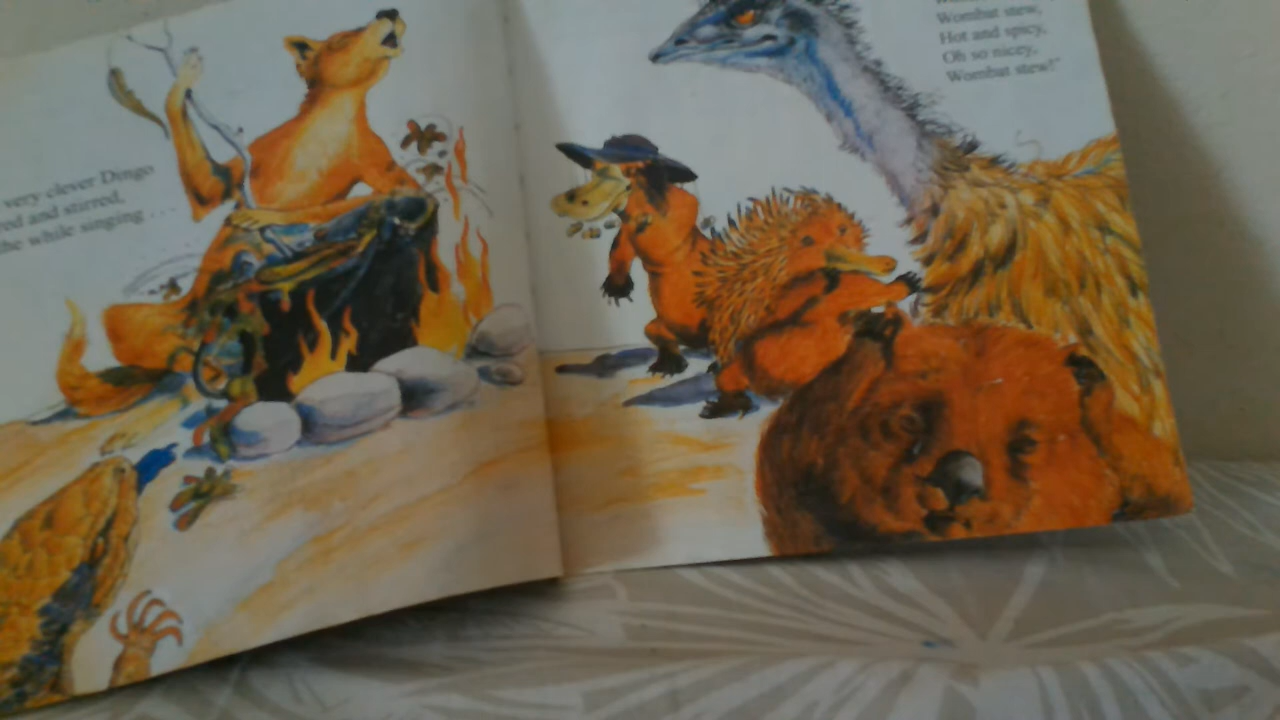 very clever Dingo
red and stirred,
the while singing . . .
Wombat stew,
Hot and spicy,
Oh so nicey,
Wombat stew!"